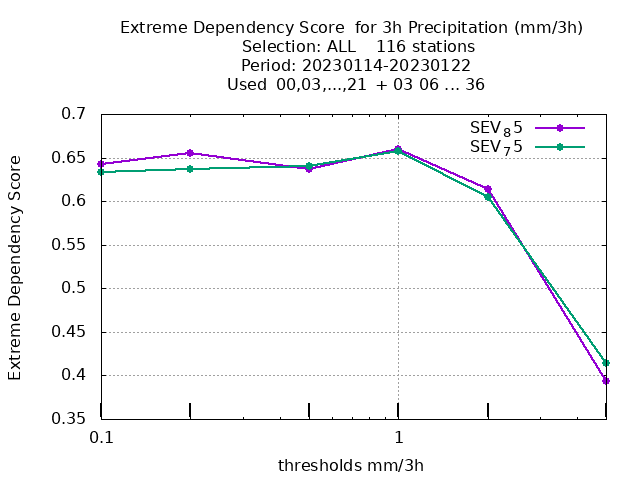 Extreme Dependency Score  for 3h Precipitation (mm/3h)
Selection: ALL    116 stations
Period: 20230114-20230122
Used  00,03,...,21  + 03 06 ... 36
SEV₈5
SEV₇5
0.7
0.65
0.6
0.55
0.5
0.45
0.4
0.35
Extreme Dependency Score
0.1
1
thresholds mm/3h